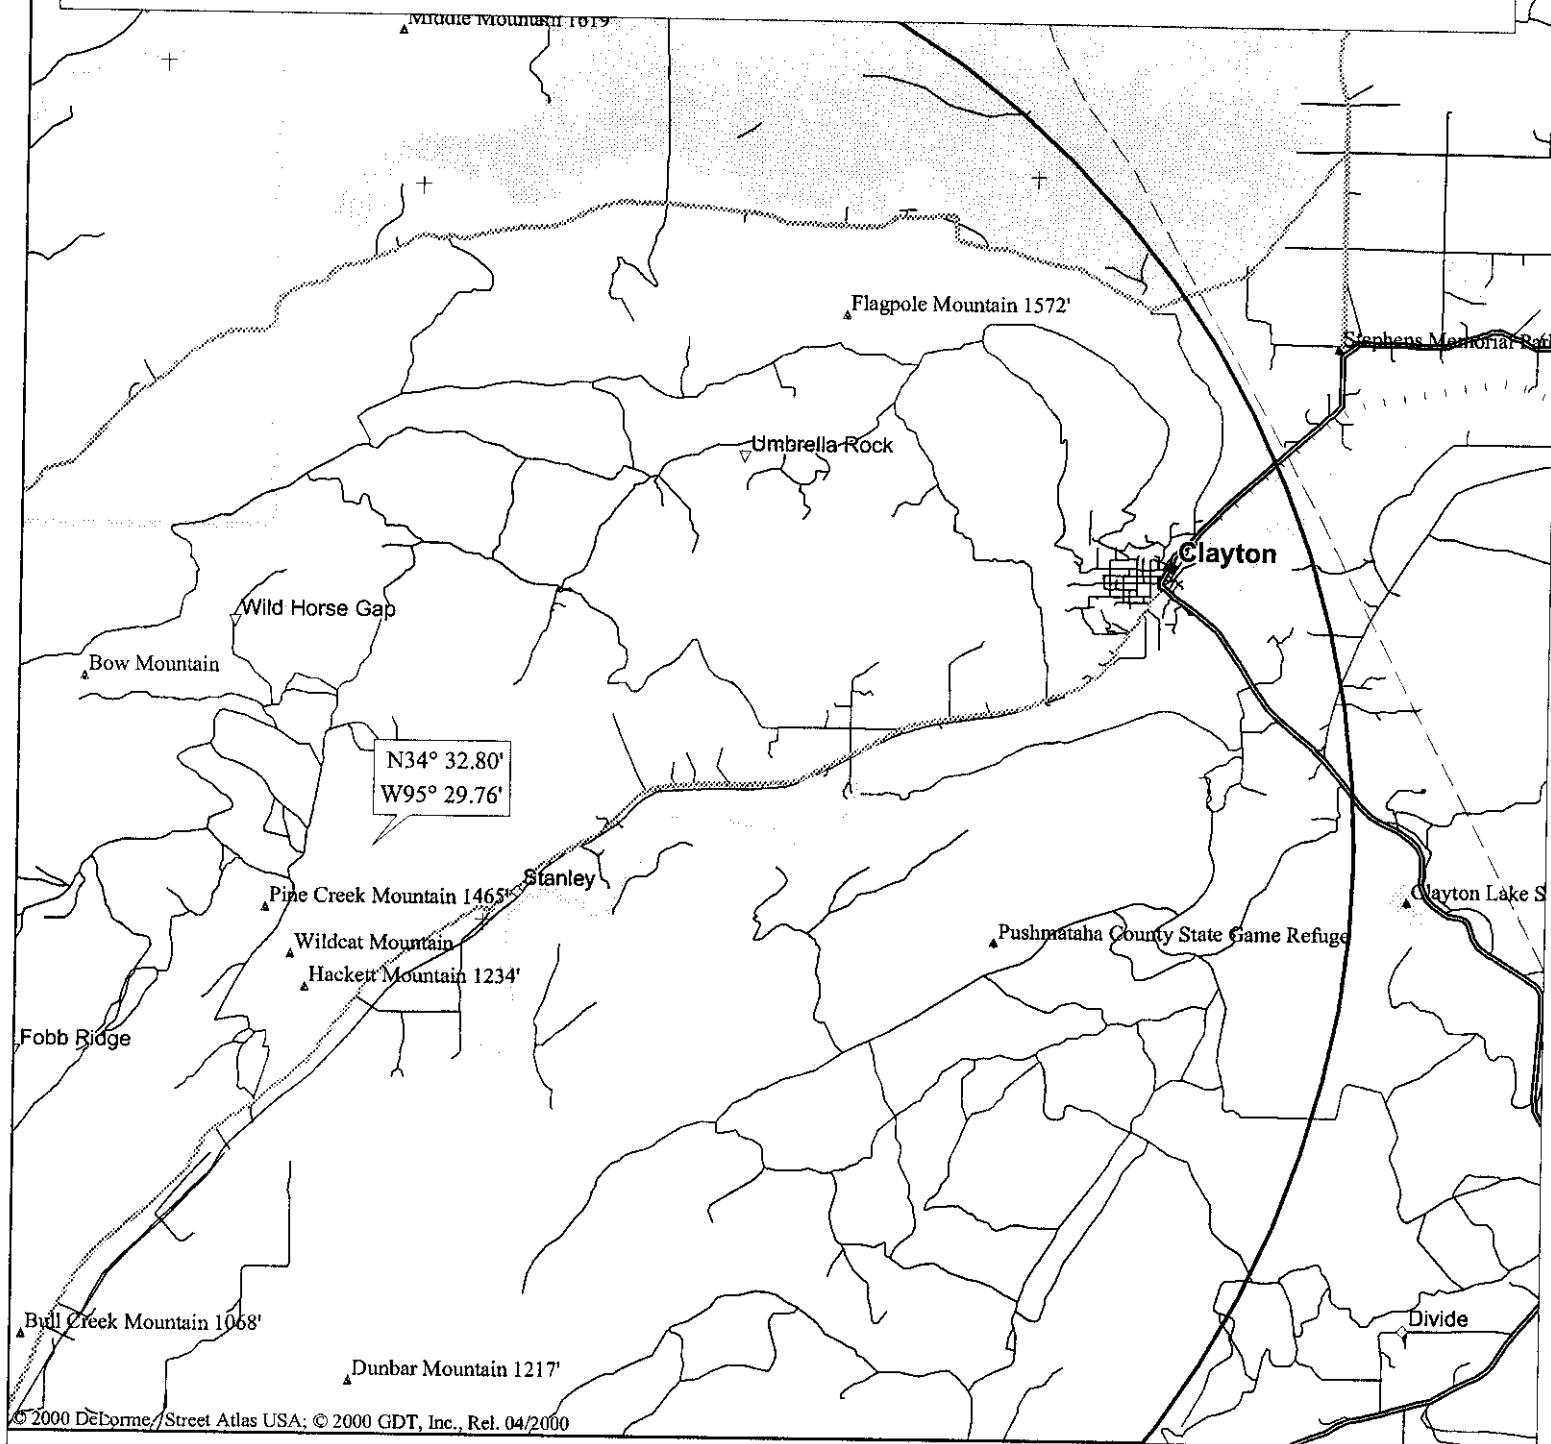 Middle Mountain 1619'
Flagpole Mountain 1572'
Stephens Memorial Park
Umbrella Rock
Clayton
Wild Horse Gap
Bow Mountain
N34° 32.80'
W95° 29.76'
Stanley
Pine Creek Mountain 1465'
Clayton Lake S
Wildcat Mountain
Pushmataha County State Game Refuge
Hackett Mountain 1234'
Fobb Ridge
Bull Creek Mountain 1068'
Divide
Dunbar Mountain 1217'
© 2000 DeLorme. Street Atlas USA; © 2000 GDT, Inc., Rel. 04/2000